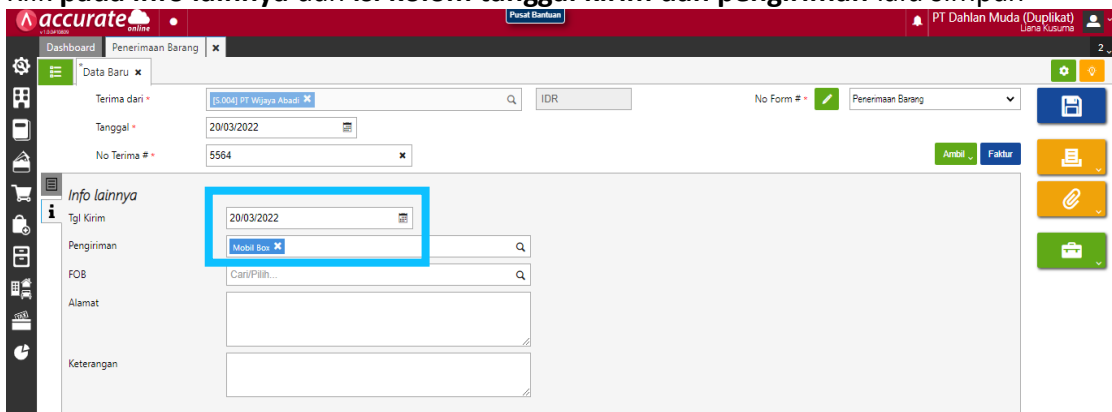 Klik pada info lainnya dan isi kolom tanggal kirim dan pengiriman lalu simpan
accurate online
Pusat Bantuan
PT Dahlan Muda (Duplikat)
Liana Kusuma
Dashboard Penerimaan Barang × 2
*Data Baru ×
Terima dari * [S.004] PT Wijaya Abadi × IDR No Form # * Penerimaan Barang
Tanggal * 20/03/2022
No Terima # * 5564 × Ambil Faktur
Info lainnya
Tgl Kirim 20/03/2022
Pengiriman Mobil Box ×
FOB Cari/Pilih...
Alamat
Keterangan